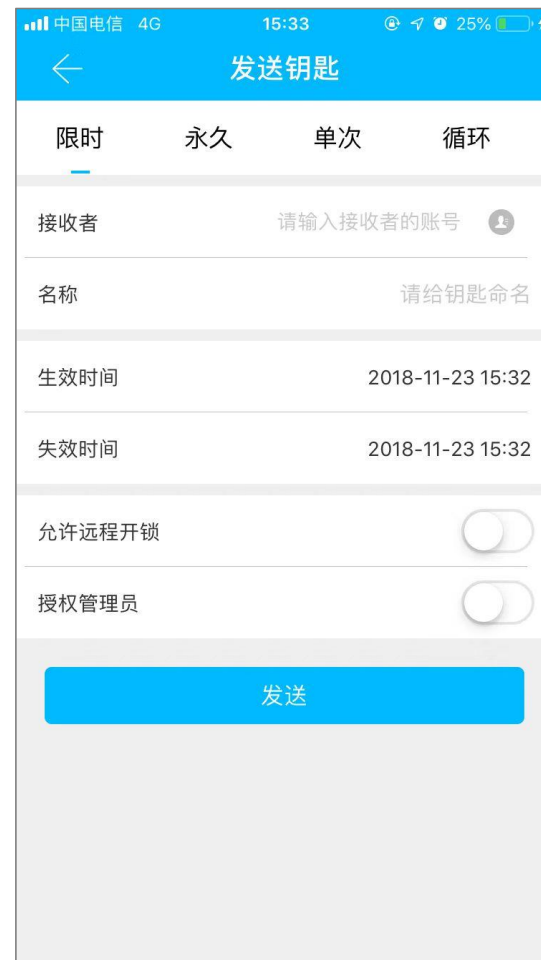 中国电信 4G 15:33 25%
发送钥匙
限时 永久 单次 循环
接收者 请输入接收者的账号
名称 请给钥匙命名
生效时间 2018-11-23 15:32
失效时间 2018-11-23 15:32
允许远程开锁
授权管理员
发送